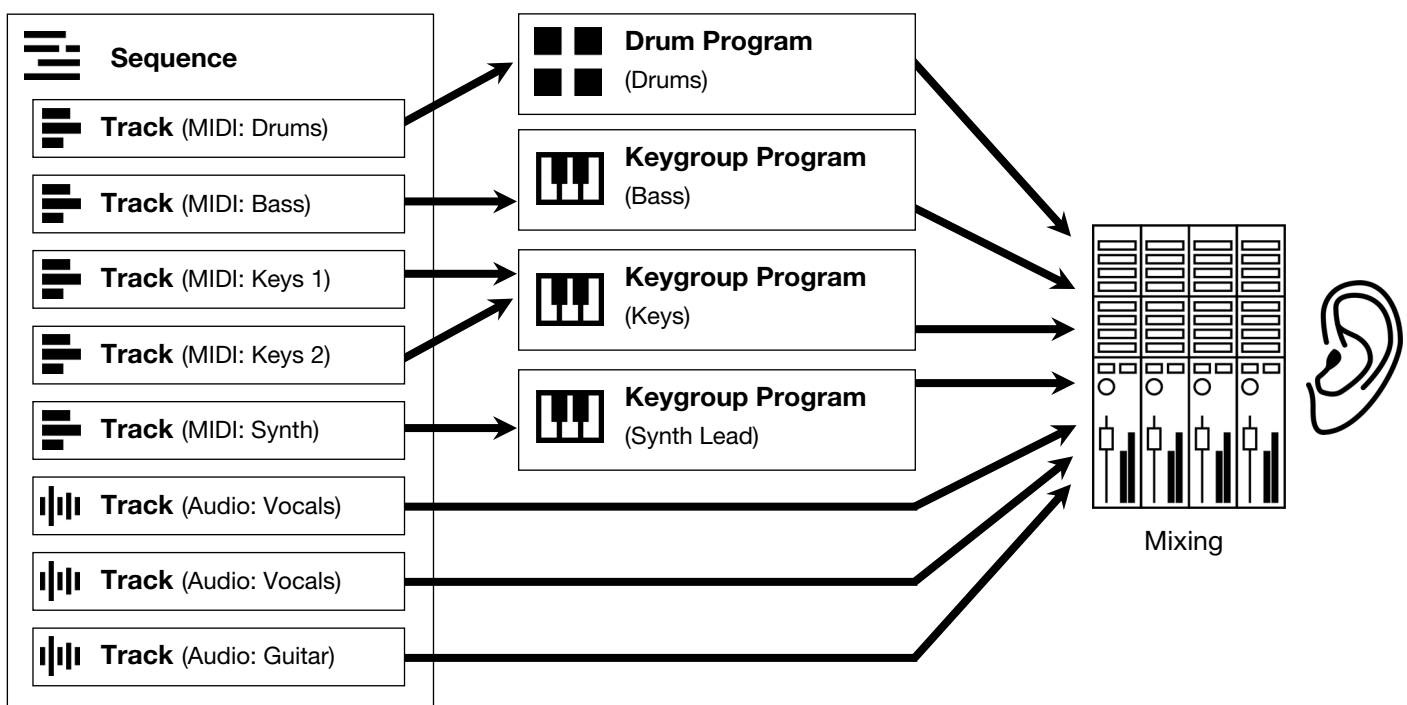 Sequence
Track (MIDI: Drums)
Track (MIDI: Bass)
Track (MIDI: Keys 1)
Track (MIDI: Keys 2)
Track (MIDI: Synth)
Track (Audio: Vocals)
Track (Audio: Vocals)
Track (Audio: Guitar)
Drum Program
(Drums)
Keygroup Program
(Bass)
Keygroup Program
(Keys)
Keygroup Program
(Synth Lead)
Mixing